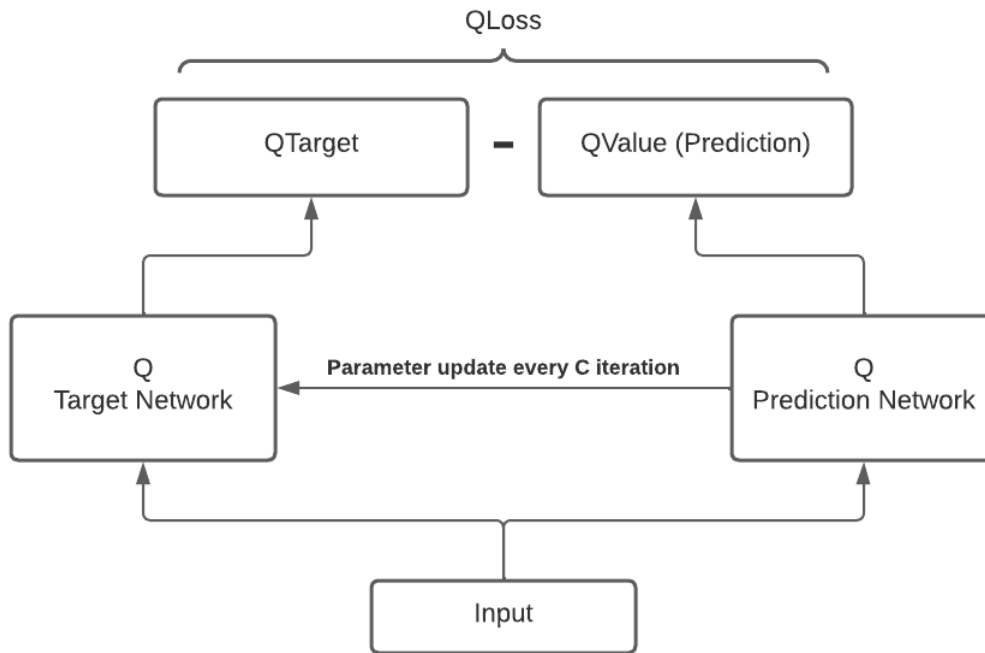 QLoss
QTarget
-
QValue (Prediction)
Q
Target Network
Parameter update every C iteration
Q
Prediction Network
Input